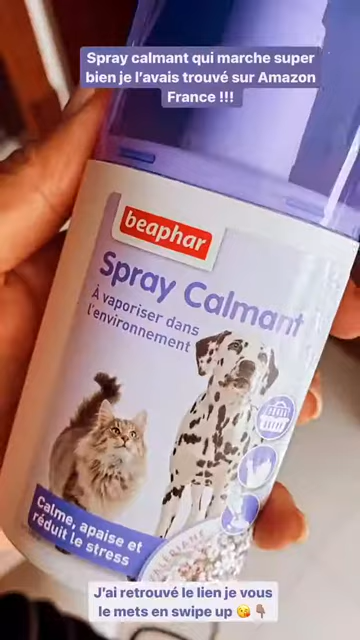 Spray calmant qui marche super
bien je l'avais trouvé sur Amazon
France !!!
beaphar
Spray Calmant
À vaporiser dans
l'environnement
Calme, apaise et
réduit le stress
VALÉRIANE
J'ai retrouvé le lien je vous
le mets en swipe up 😘👇🏽